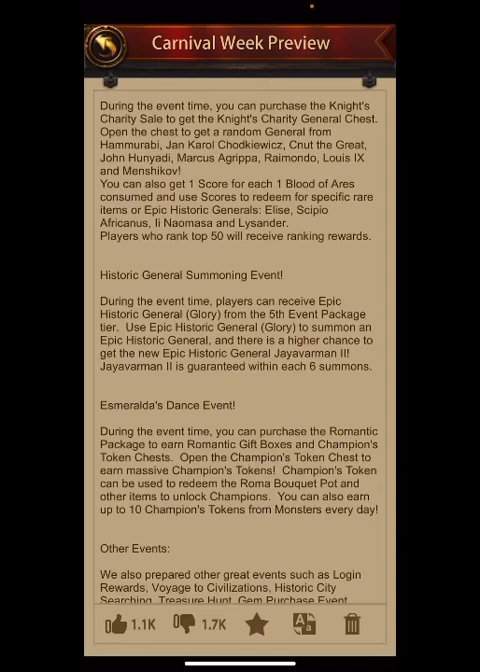 Carnival Week Preview
During the event time, you can purchase the Knight's
Charity Sale to get the Knight's Charity General Chest.
Open the chest to get a random General from
Hammurabi, Jan Karol Chodkiewicz, Cnut the Great,
John Hunyadi, Marcus Agrippa, Raimondo, Louis IX
and Menshikov!
You can also get 1 Score for each 1 Blood of Ares
consumed and use Scores to redeem for specific rare
items or Epic Historic Generals: Elise, Scipio
Africanus, Ii Naomasa and Lysander.
Players who rank top 50 will receive ranking rewards.
Historic General Summoning Event!
During the event time, players can receive Epic
Historic General (Glory) from the 5th Event Package
tier. Use Epic Historic General (Glory) to summon an
Epic Historic General, and there is a higher chance to
get the new Epic Historic General Jayavarman II!
Jayavarman II is guaranteed within each 6 summons.
Esmeralda's Dance Event!
During the event time, you can purchase the Romantic
Package to earn Romantic Gift Boxes and Champion's
Token Chests. Open the Champion's Token Chest to
earn massive Champion's Tokens! Champion's Token
can be used to redeem the Roma Bouquet Pot and
other items to unlock Champions. You can also earn
up to 10 Champion's Tokens from Monsters every day!
Other Events:
We also prepared other great events such as Login
Rewards, Voyage to Civilizations, Historic City
Searching, Treasure Hunt, Gem Purchase Event
1.1K
1.7K
A a